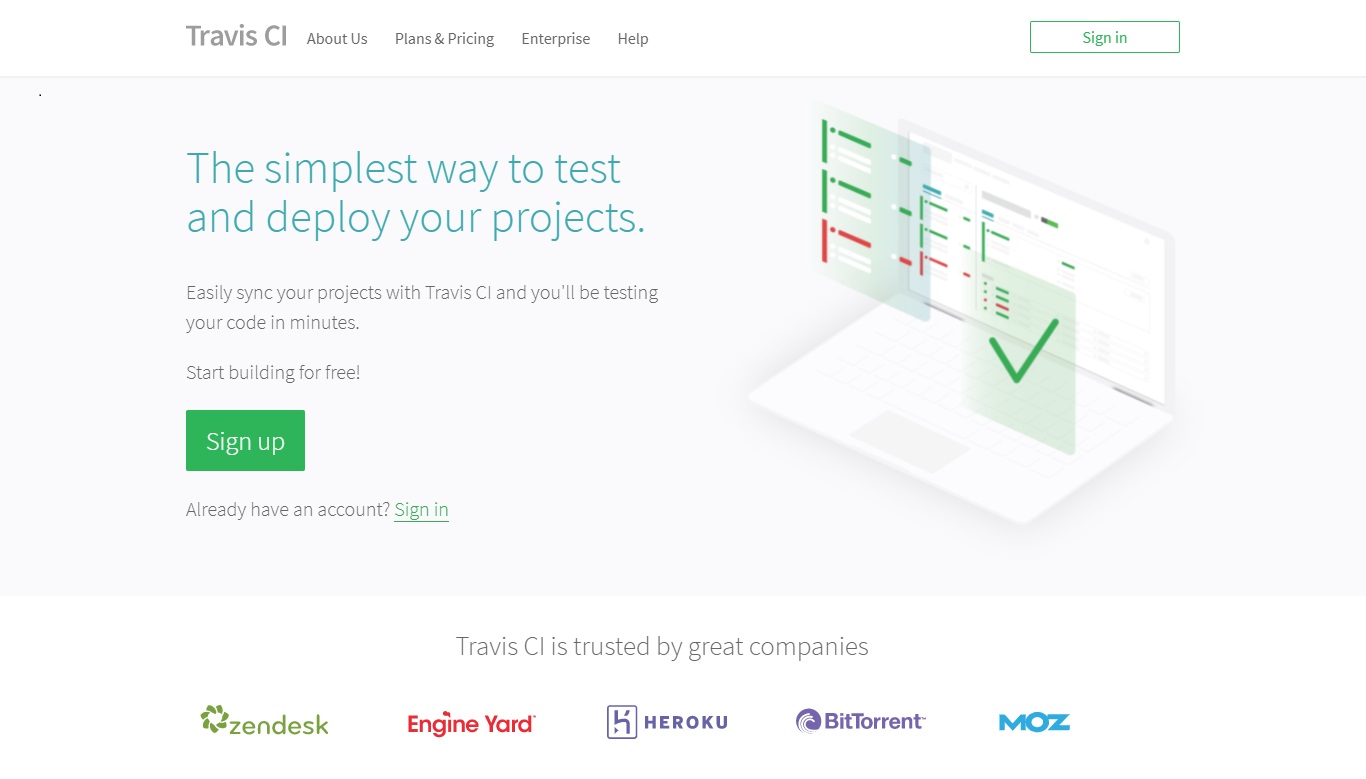 Travis CI About Us Plans & Pricing Enterprise Help Sign in
.
The simplest way to test
and deploy your projects.
Easily sync your projects with Travis CI and you'll be testing
your code in minutes.
Start building for free!
Sign up
Already have an account? Sign in
Travis CI is trusted by great companies
zendesk Engine Yard™ HEROKU BitTorrent™ MOZ